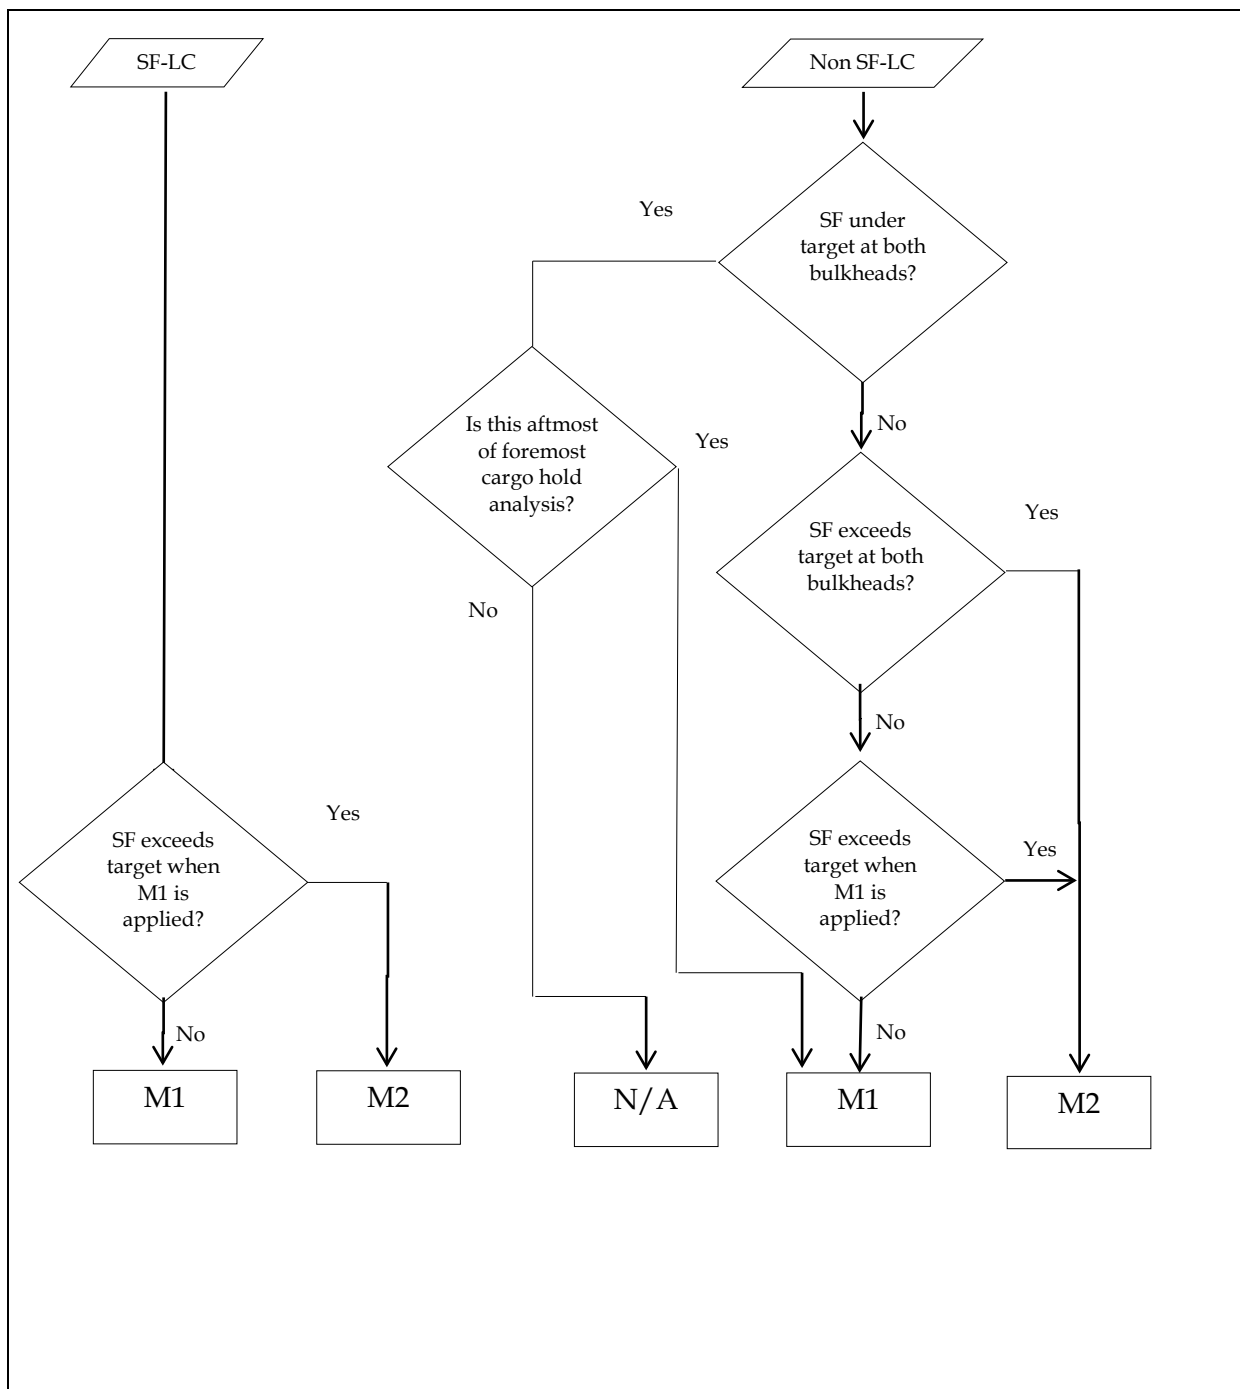 SF-LC
Non SF-LC
SF under
target at both
bulkheads?
Yes
Is this aftmost
of foremost
cargo hold
analysis?
Yes
No
No
SF exceeds
target at both
bulkheads?
Yes
No
SF exceeds
target when
M1 is
applied?
Yes
No
SF exceeds
target when
M1 is
applied?
Yes
No
M1
M2
N/A
M1
M2